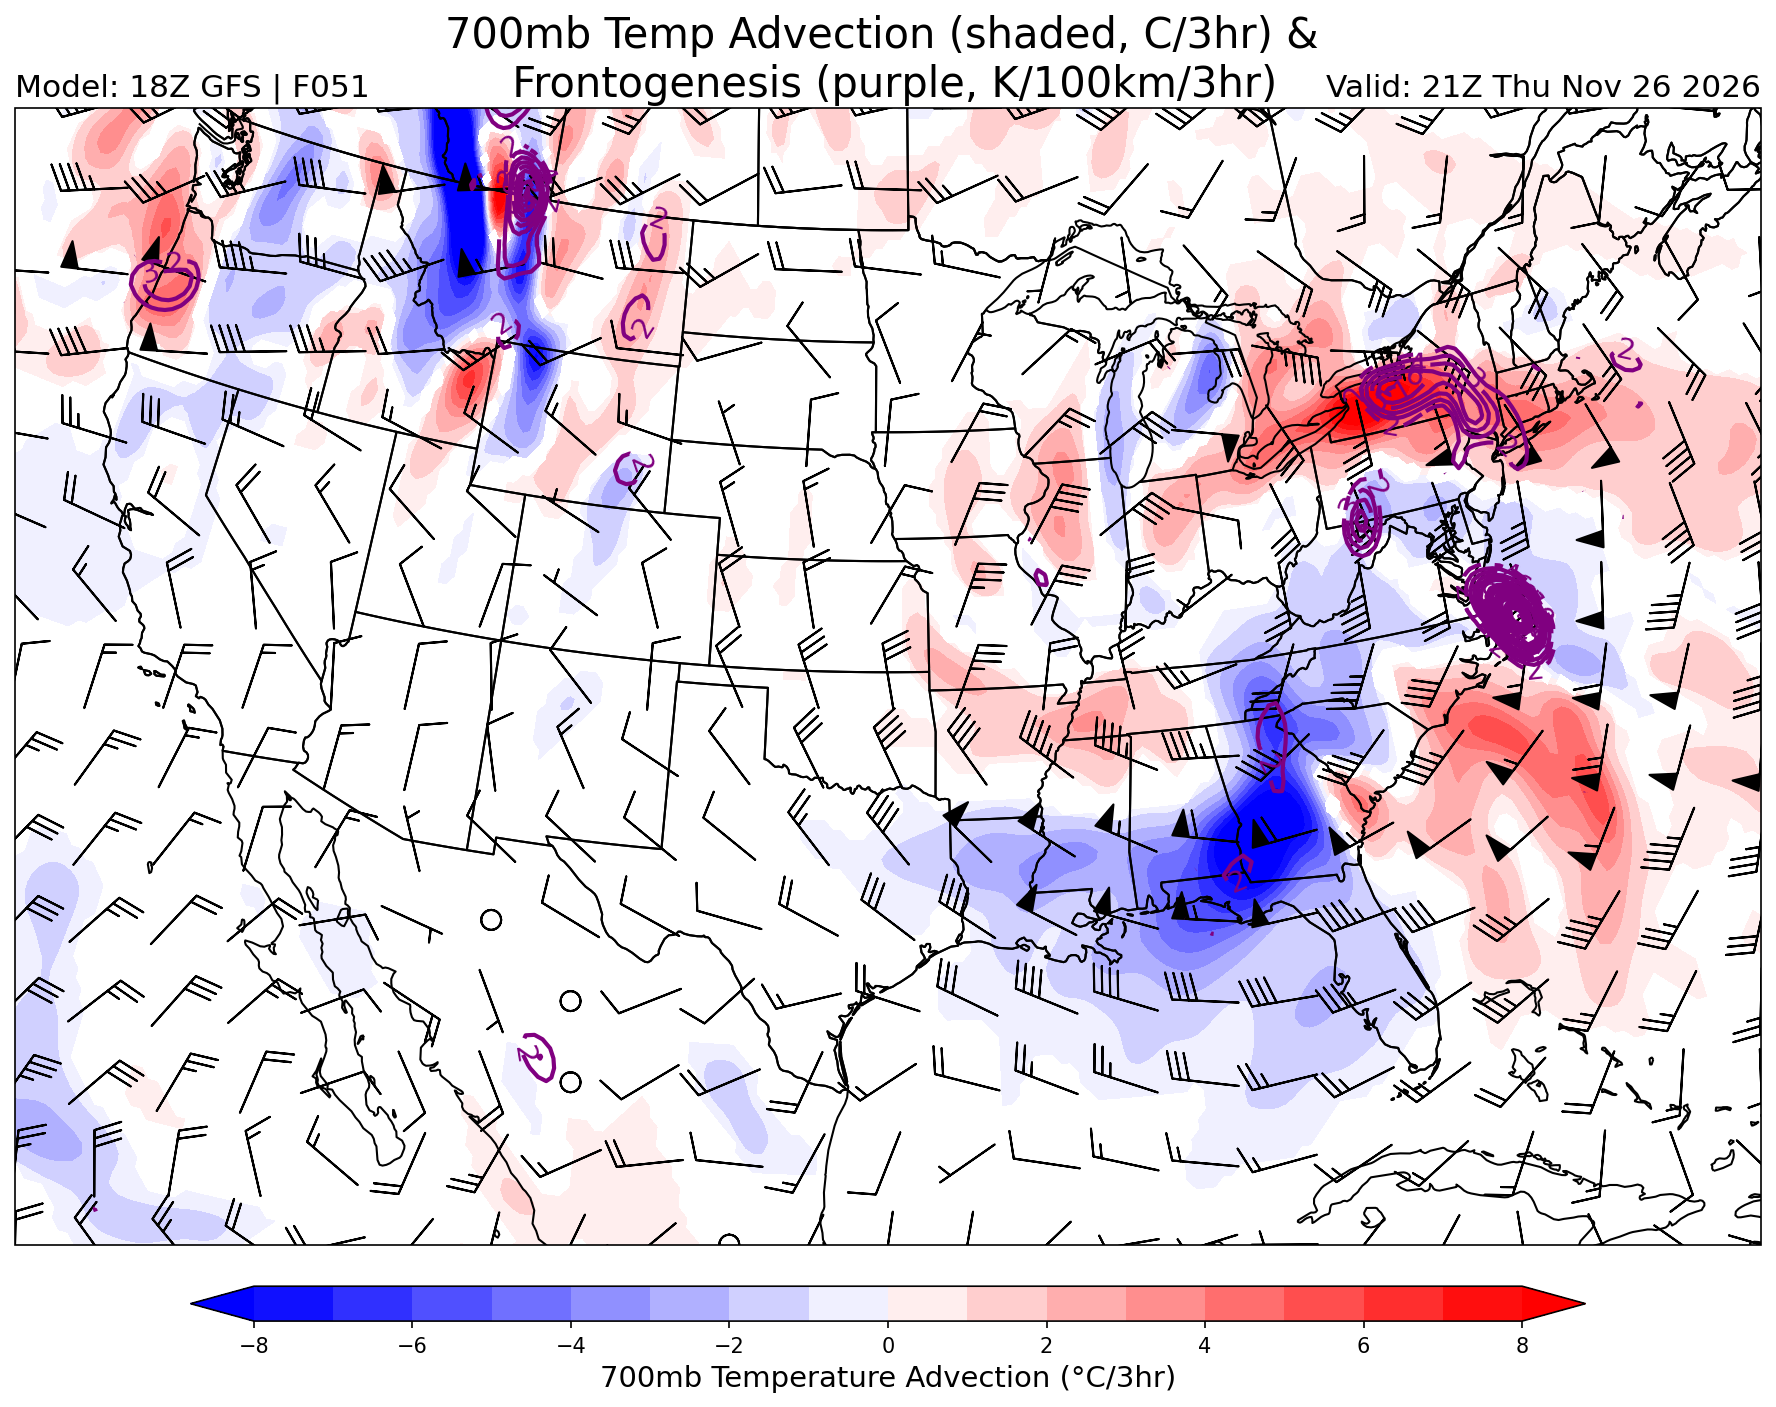 700mb Temp Advection (shaded, C/3hr) &
Frontogenesis (purple, K/100km/3hr)
Model: 18Z GFS | F051
Valid: 21Z Thu Nov 26 2026
−8 −6 −4 −2 0 2 4 6 8
700mb Temperature Advection (°C/3hr)